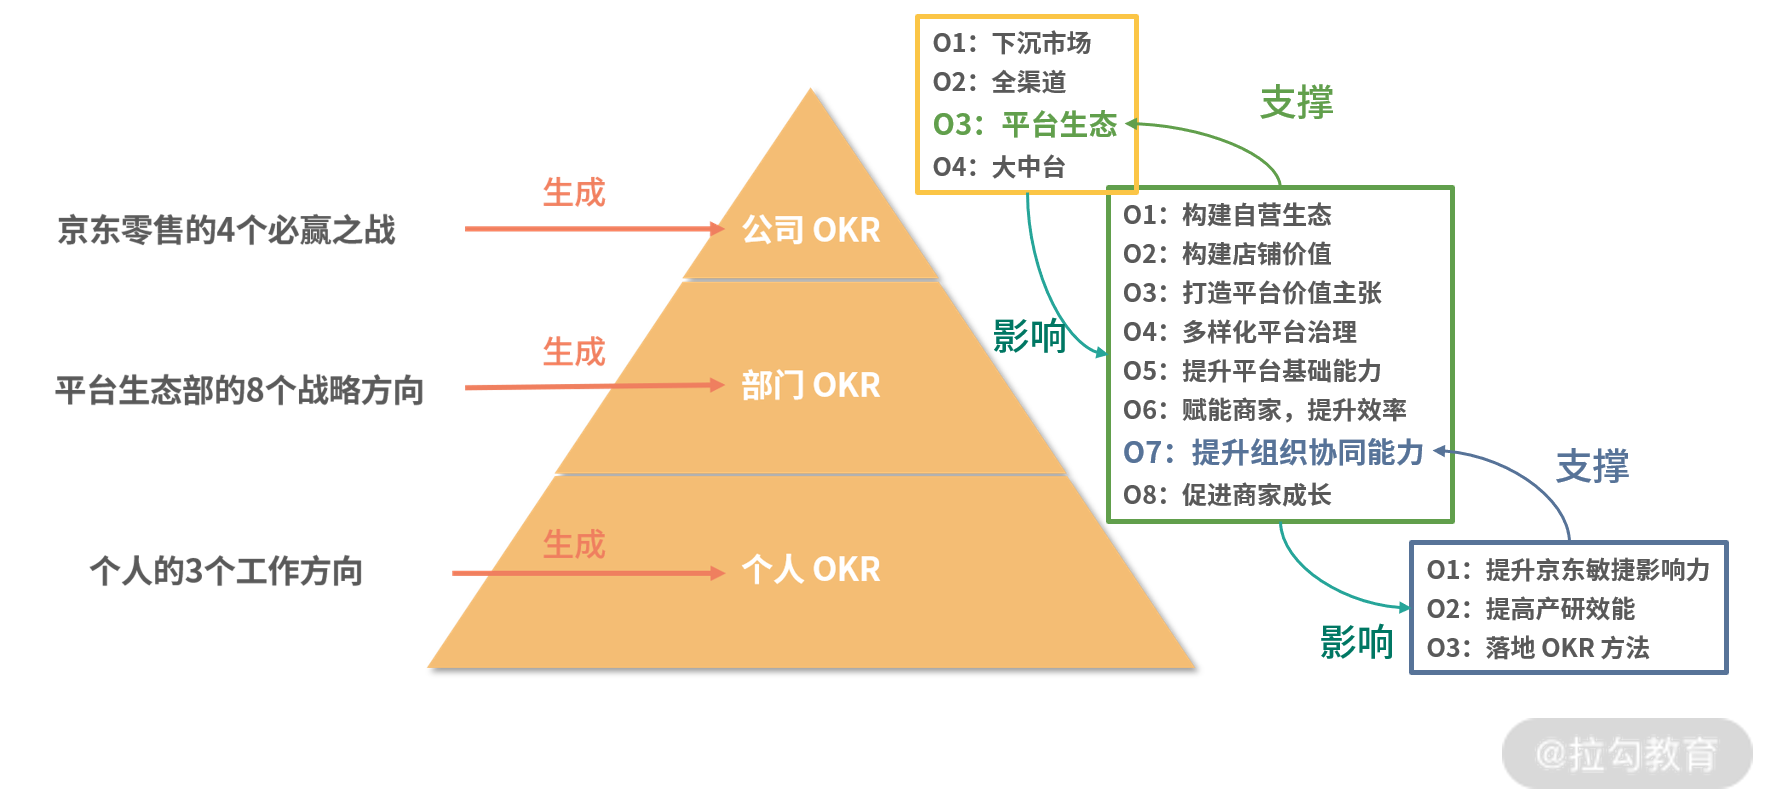 京东零售的4个必赢之战
生成
公司 OKR
平台生态部的8个战略方向
生成
部门 OKR
个人的3个工作方向
生成
个人 OKR
O1：下沉市场
O2：全渠道
O3：平台生态
O4：大中台
支撑
影响
O1：构建自营生态
O2：构建店铺价值
O3：打造平台价值主张
O4：多样化平台治理
O5：提升平台基础能力
O6：赋能商家，提升效率
O7：提升组织协同能力
O8：促进商家成长
支撑
影响
O1：提升京东敏捷影响力
O2：提高产研效能
O3：落地 OKR 方法
@拉勾教育